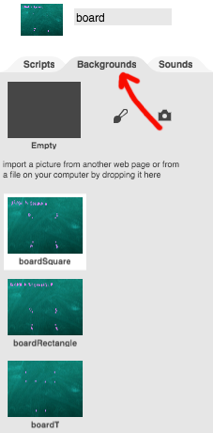 board
Scripts Backgrounds Sounds
Empty
import a picture from another web page or from
a file on your computer by dropping it here
boardSquare
boardRectangle
boardT